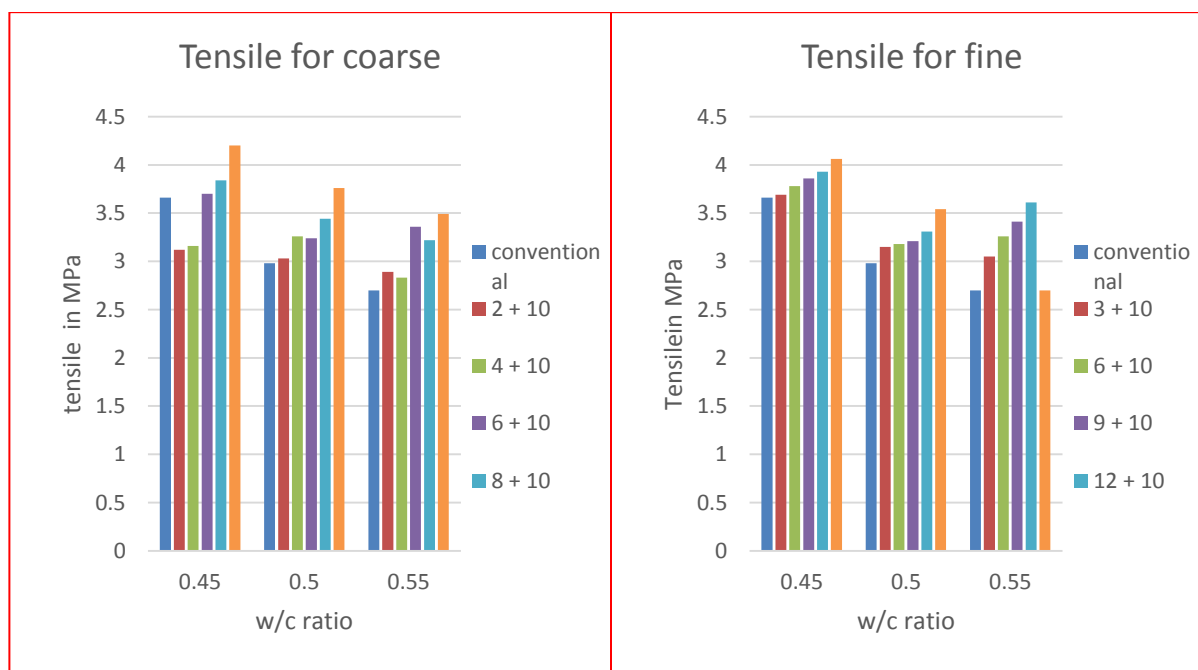 Tensile for coarse
4.5
4
3.5
3
2.5
2
1.5
1
0.5
0
tensile in MPa
0.45 0.5 0.55
w/c ratio
convention
al
2 + 10
4 + 10
6 + 10
8 + 10
Tensile for fine
4.5
4
3.5
3
2.5
2
1.5
1
0.5
0
Tensilein MPa
0.45 0.5 0.55
w/c ratio
conventio
nal
3 + 10
6 + 10
9 + 10
12 + 10